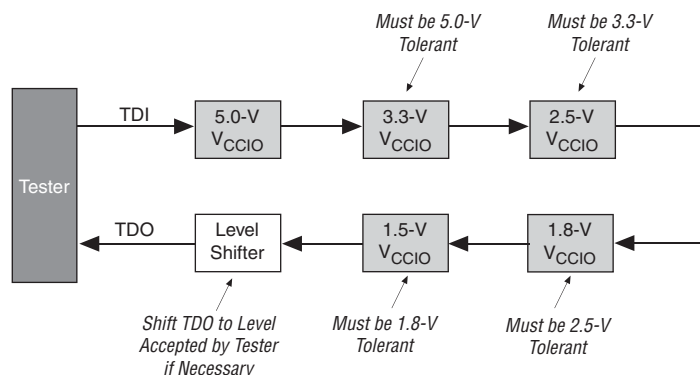 Must be 5.0-V
Tolerant
Must be 3.3-V
Tolerant
Tester
TDI
5.0-V
VCCIO
3.3-V
VCCIO
2.5-V
VCCIO
TDO
Level
Shifter
1.5-V
VCCIO
1.8-V
VCCIO
Shift TDO to Level
Accepted by Tester
if Necessary
Must be 1.8-V
Tolerant
Must be 2.5-V
Tolerant